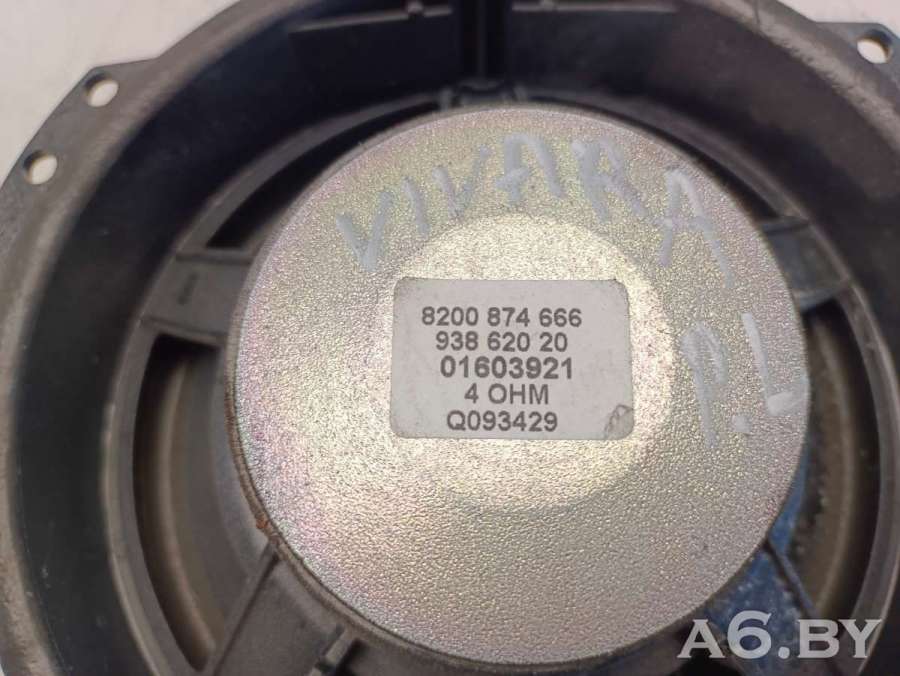 VIVARA
P.L
8200 874 666
938 620 20
01603921
4 OHM
Q093429
A6.BY